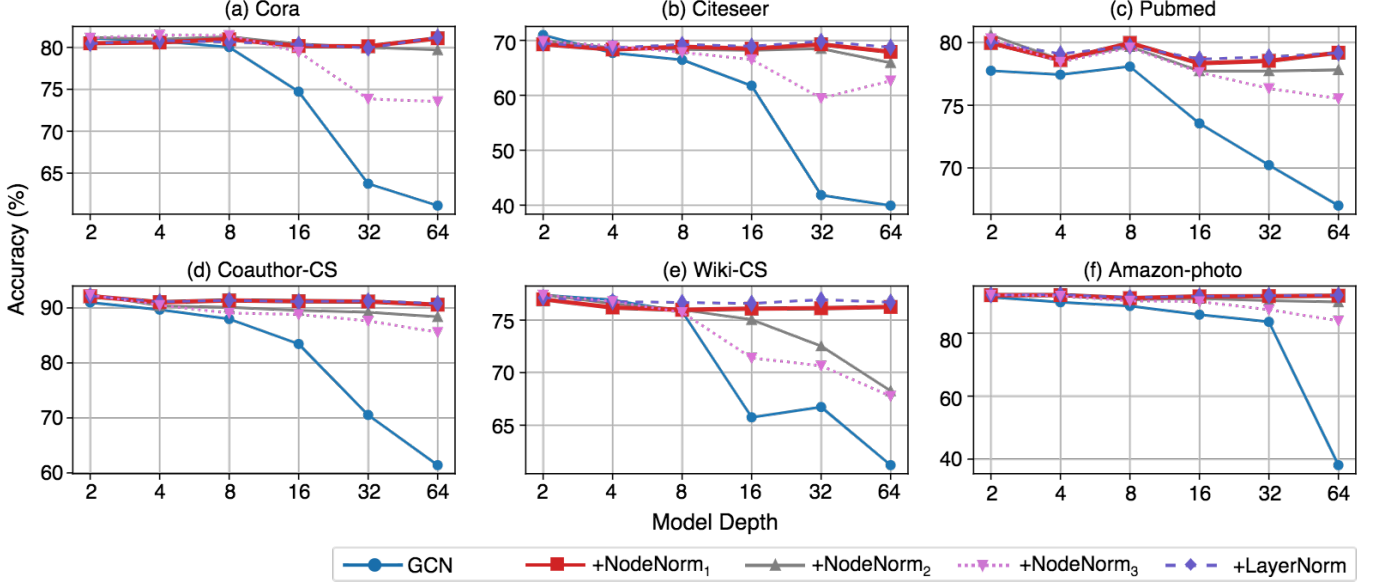 (a) Cora
(b) Citeseer
(c) Pubmed
80
75
70
65
2 4 8 16 32 64
70
60
50
40
2 4 8 16 32 64
80
75
70
2 4 8 16 32 64
Accuracy (%)
(d) Coauthor-CS
(e) Wiki-CS
(f) Amazon-photo
90
80
70
60
2 4 8 16 32 64
75
70
65
2 4 8 16 32 64
80
60
40
2 4 8 16 32 64
Model Depth
GCN +NodeNorm₁ +NodeNorm₂ +NodeNorm₃ +LayerNorm